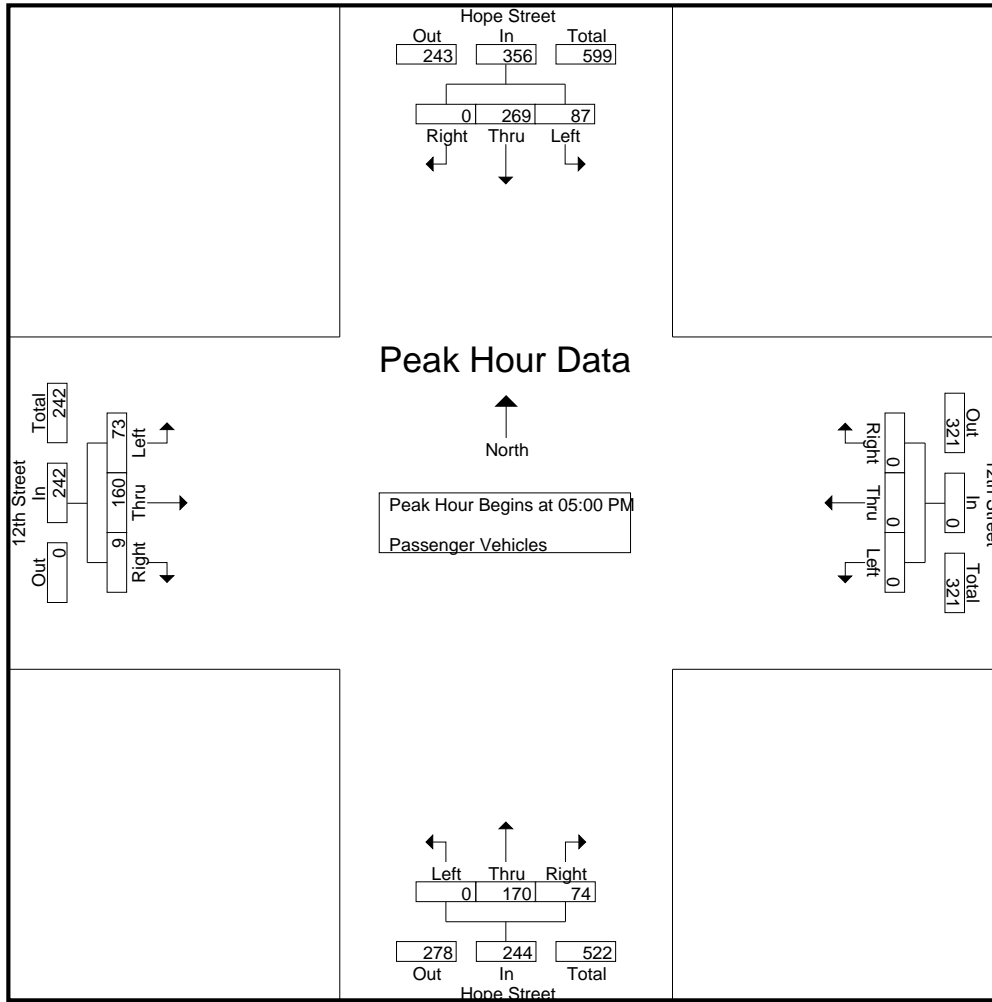 Hope Street
Out In Total
243 356 599
0 269 87
Right Thru Left
Peak Hour Data
North
Peak Hour Begins at 05:00 PM
Passenger Vehicles
12th Street
Total In Out
242 242 0
73 160 9
Left Thru Right
12th Street
Out In Total
321 0 321
0 0 0
Right Thru Left
Left Thru Right
0 170 74
278 244 522
Out In Total
Hope Street